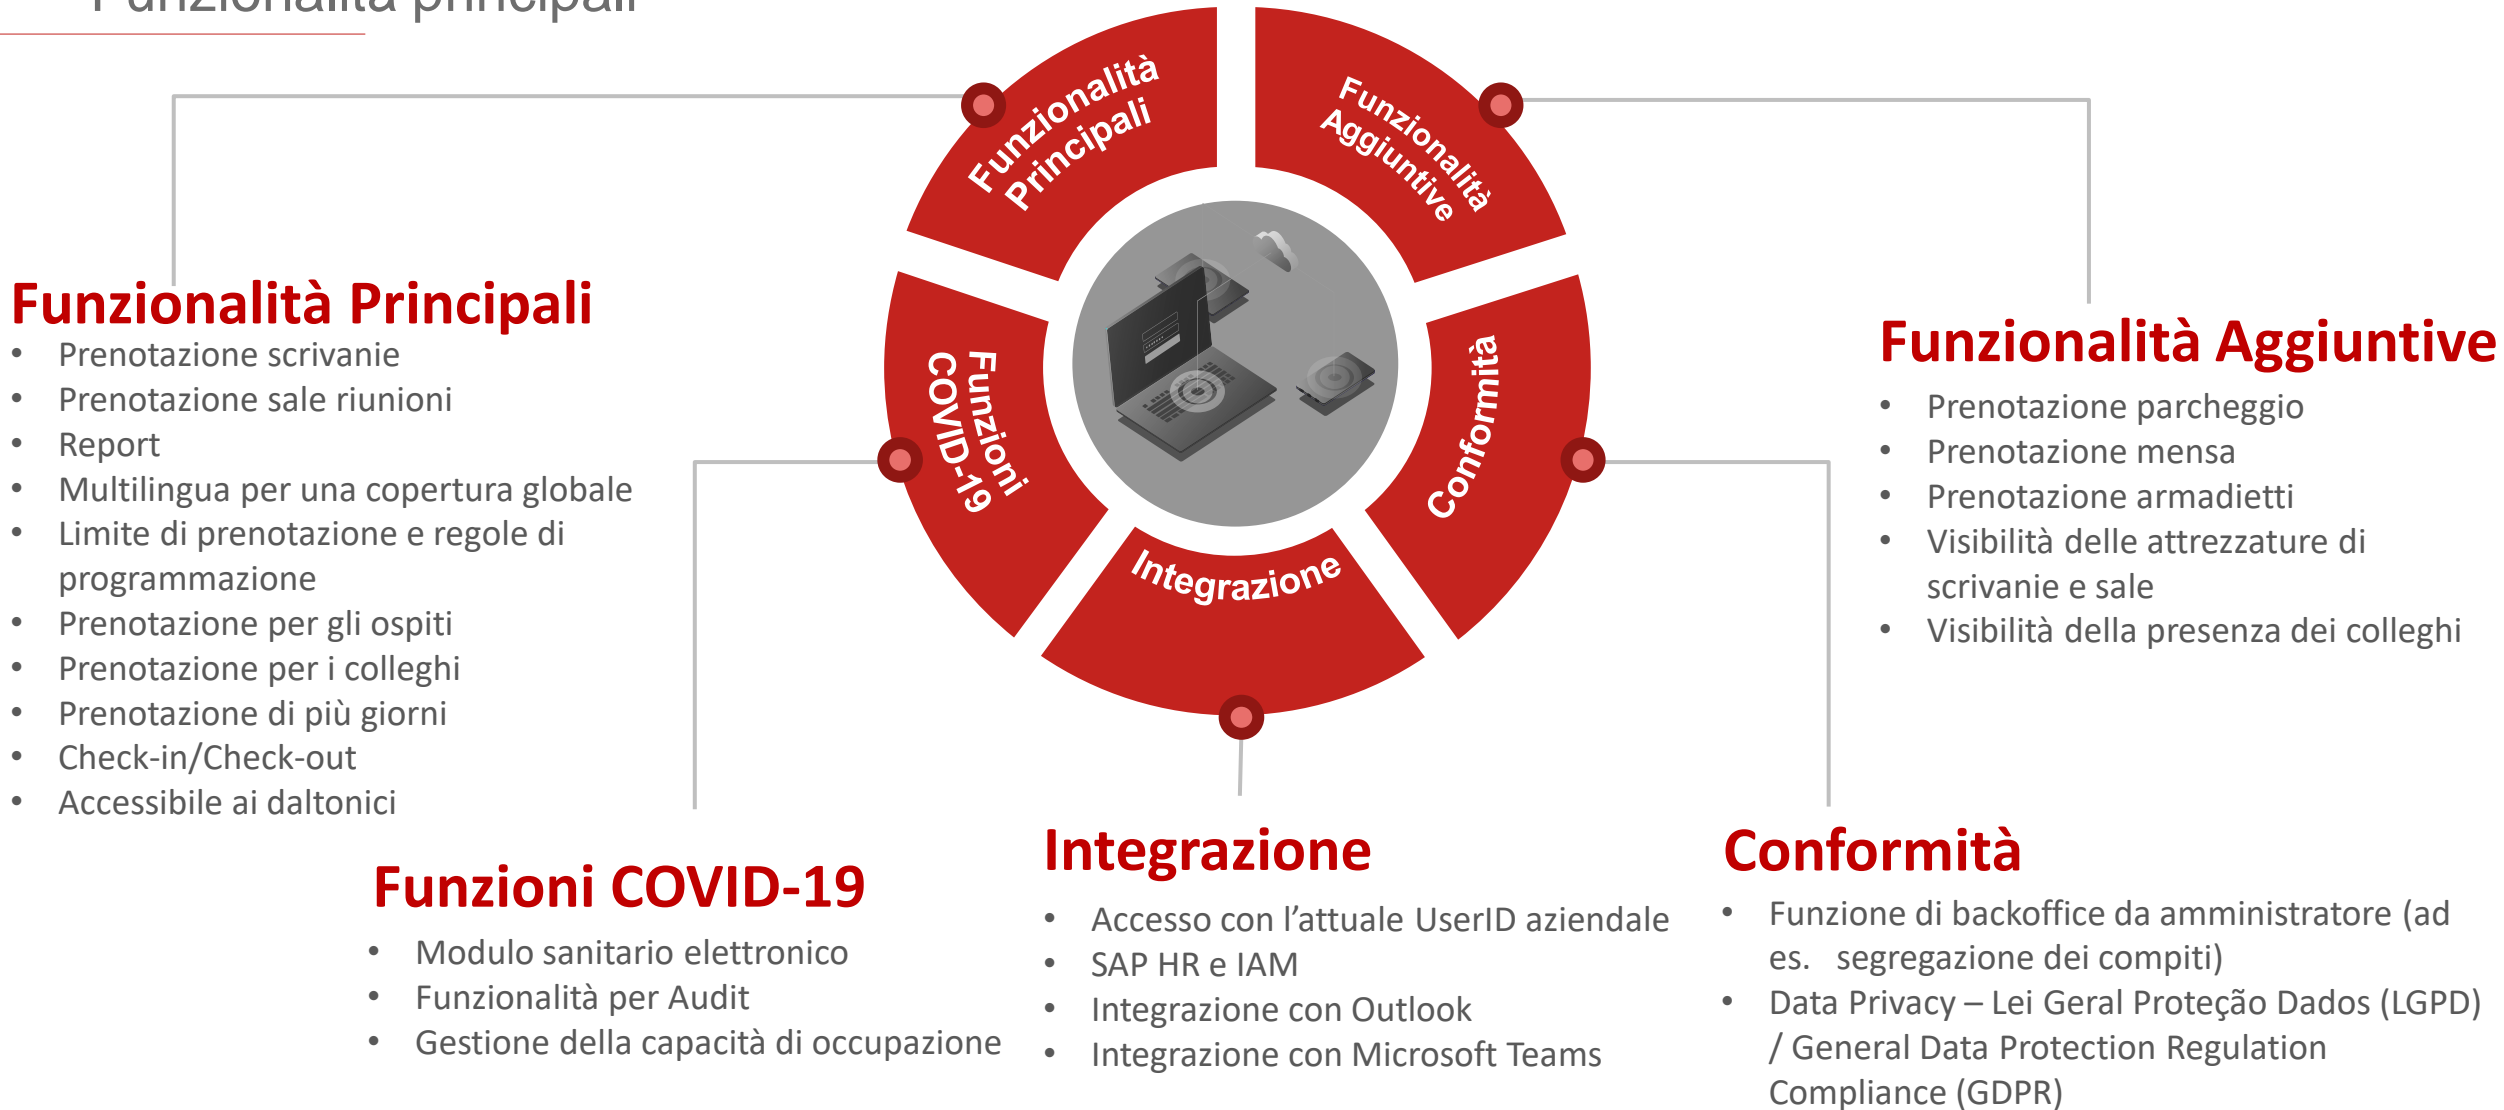 Funzionalità principali
Funzionalità
Principali
Funzionalità
Aggiuntive
Funzioni
COVID-19
Conformità
Integrazione
Funzionalità Principali
• Prenotazione scrivanie
• Prenotazione sale riunioni
• Report
• Multilingua per una copertura globale
• Limite di prenotazione e regole di
programmazione
• Prenotazione per gli ospiti
• Prenotazione per i colleghi
• Prenotazione di più giorni
• Check-in/Check-out
• Accessibile ai daltonici
Funzionalità Aggiuntive
• Prenotazione parcheggio
• Prenotazione mensa
• Prenotazione armadietti
• Visibilità delle attrezzature di
scrivanie e sale
• Visibilità della presenza dei colleghi
Funzioni COVID-19
• Modulo sanitario elettronico
• Funzionalità per Audit
• Gestione della capacità di occupazione
Integrazione
• Accesso con l’attuale UserID aziendale
• SAP HR e IAM
• Integrazione con Outlook
• Integrazione con Microsoft Teams
Conformità
• Funzione di backoffice da amministratore (ad
es. segregazione dei compiti)
• Data Privacy – Lei Geral Proteção Dados (LGPD)
/ General Data Protection Regulation
Compliance (GDPR)